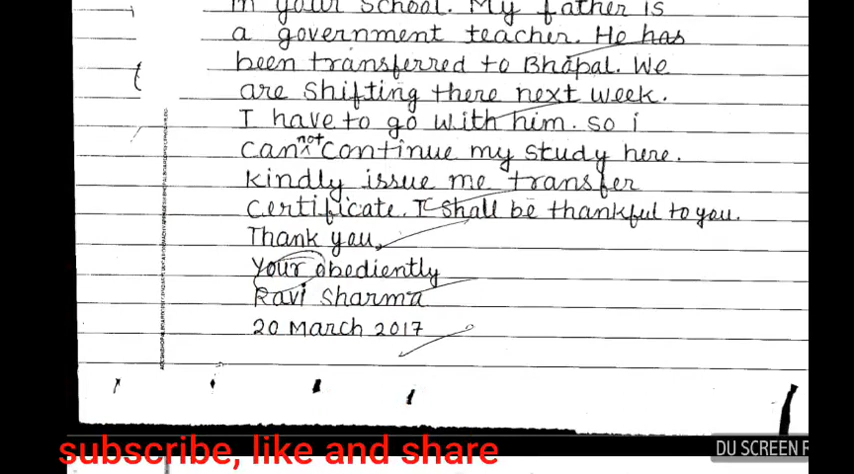 in your School. My father is
a government teacher. He has
been transferred to Bhopal. We
are shifting there next week.
I have to go with him. so i
can not continue my study here.
kindly issue me transfer
certificate. I shall be thankful to you.
Thank you,
Your obediently
Ravi Sharma
20 March 2017
subscribe, like and share
DU SCREEN